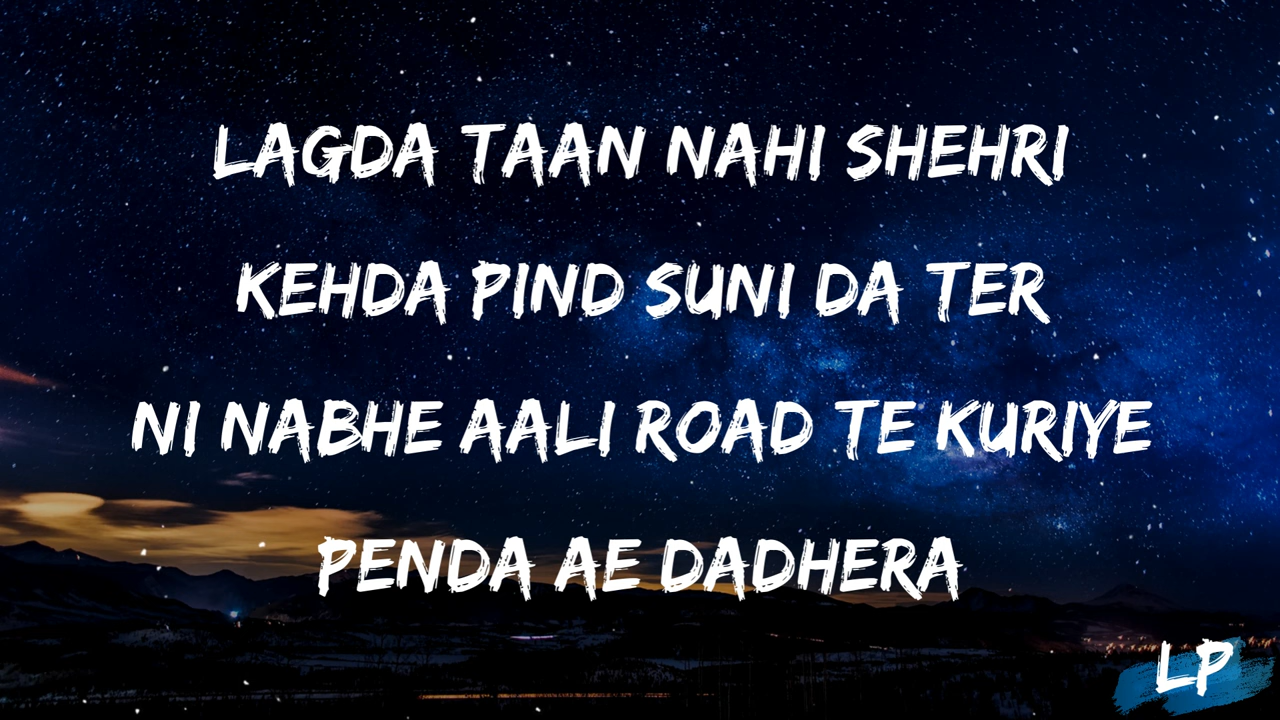 LAGDA TAAN NAHI SHEHRI
KEHDA PIND SUNI DA TER
NI NABHE AALI ROAD TE KURIYE
PENDA AE DADHERA
LP